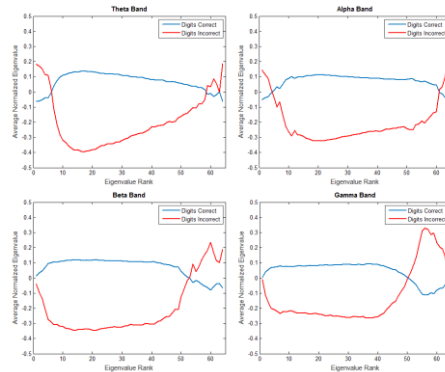 Theta Band
Digits Correct
Digits Incorrect
Average Normalized Eigenvalue
0.5
0.4
0.3
0.2
0.1
0
-0.1
-0.2
-0.3
-0.4
-0.5
0 10 20 30 40 50 60
Eigenvalue Rank
Alpha Band
Digits Correct
Digits Incorrect
Average Normalized Eigenvalue
0.5
0.4
0.3
0.2
0.1
0
-0.1
-0.2
-0.3
-0.4
-0.5
0 10 20 30 40 50 60
Eigenvalue Rank
Beta Band
Digits Correct
Digits Incorrect
Average Normalized Eigenvalue
0.5
0.4
0.3
0.2
0.1
0
-0.1
-0.2
-0.3
-0.4
-0.5
0 10 20 30 40 50 60
Eigenvalue Rank
Gamma Band
Digits Correct
Digits Incorrect
Average Normalized Eigenvalue
0.5
0.4
0.3
0.2
0.1
0
-0.1
-0.2
-0.3
-0.4
-0.5
0 10 20 30 40 50 60
Eigenvalue Rank